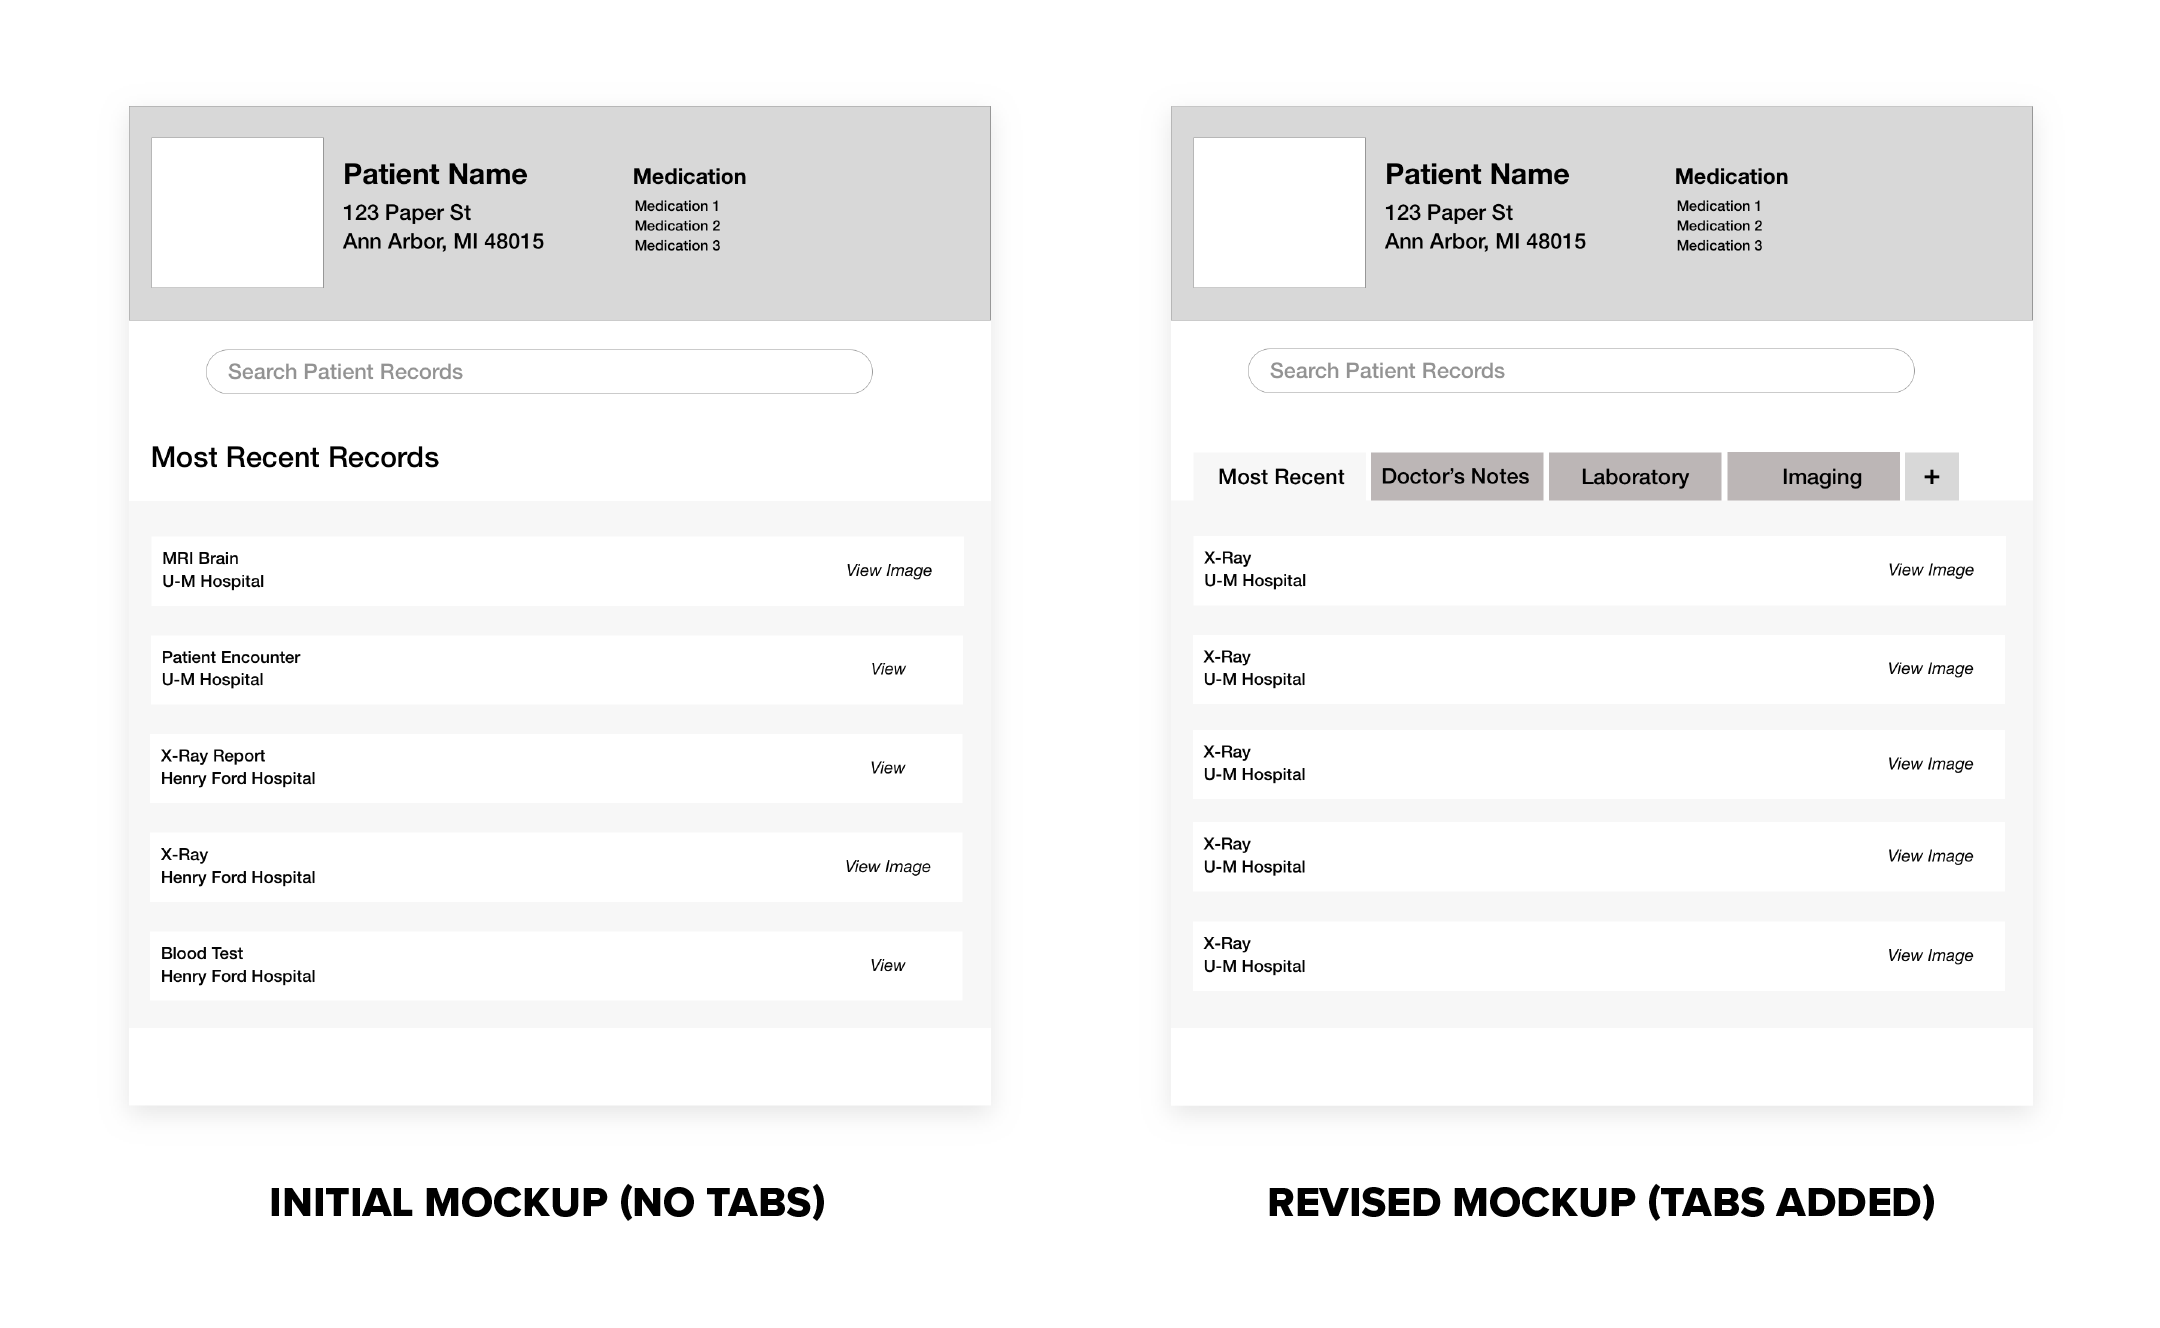 Patient Name
123 Paper St
Ann Arbor, MI 48015
Medication
Medication 1
Medication 2
Medication 3
Search Patient Records
Most Recent Records
MRI Brain
U-M Hospital
View Image
Patient Encounter
U-M Hospital
View
X-Ray Report
Henry Ford Hospital
View
X-Ray
Henry Ford Hospital
View Image
Blood Test
Henry Ford Hospital
View
INITIAL MOCKUP (NO TABS)
Patient Name
123 Paper St
Ann Arbor, MI 48015
Medication
Medication 1
Medication 2
Medication 3
Search Patient Records
Most Recent Doctor’s Notes Laboratory Imaging +
X-Ray
U-M Hospital
View Image
X-Ray
U-M Hospital
View Image
X-Ray
U-M Hospital
View Image
X-Ray
U-M Hospital
View Image
X-Ray
U-M Hospital
View Image
REVISED MOCKUP (TABS ADDED)